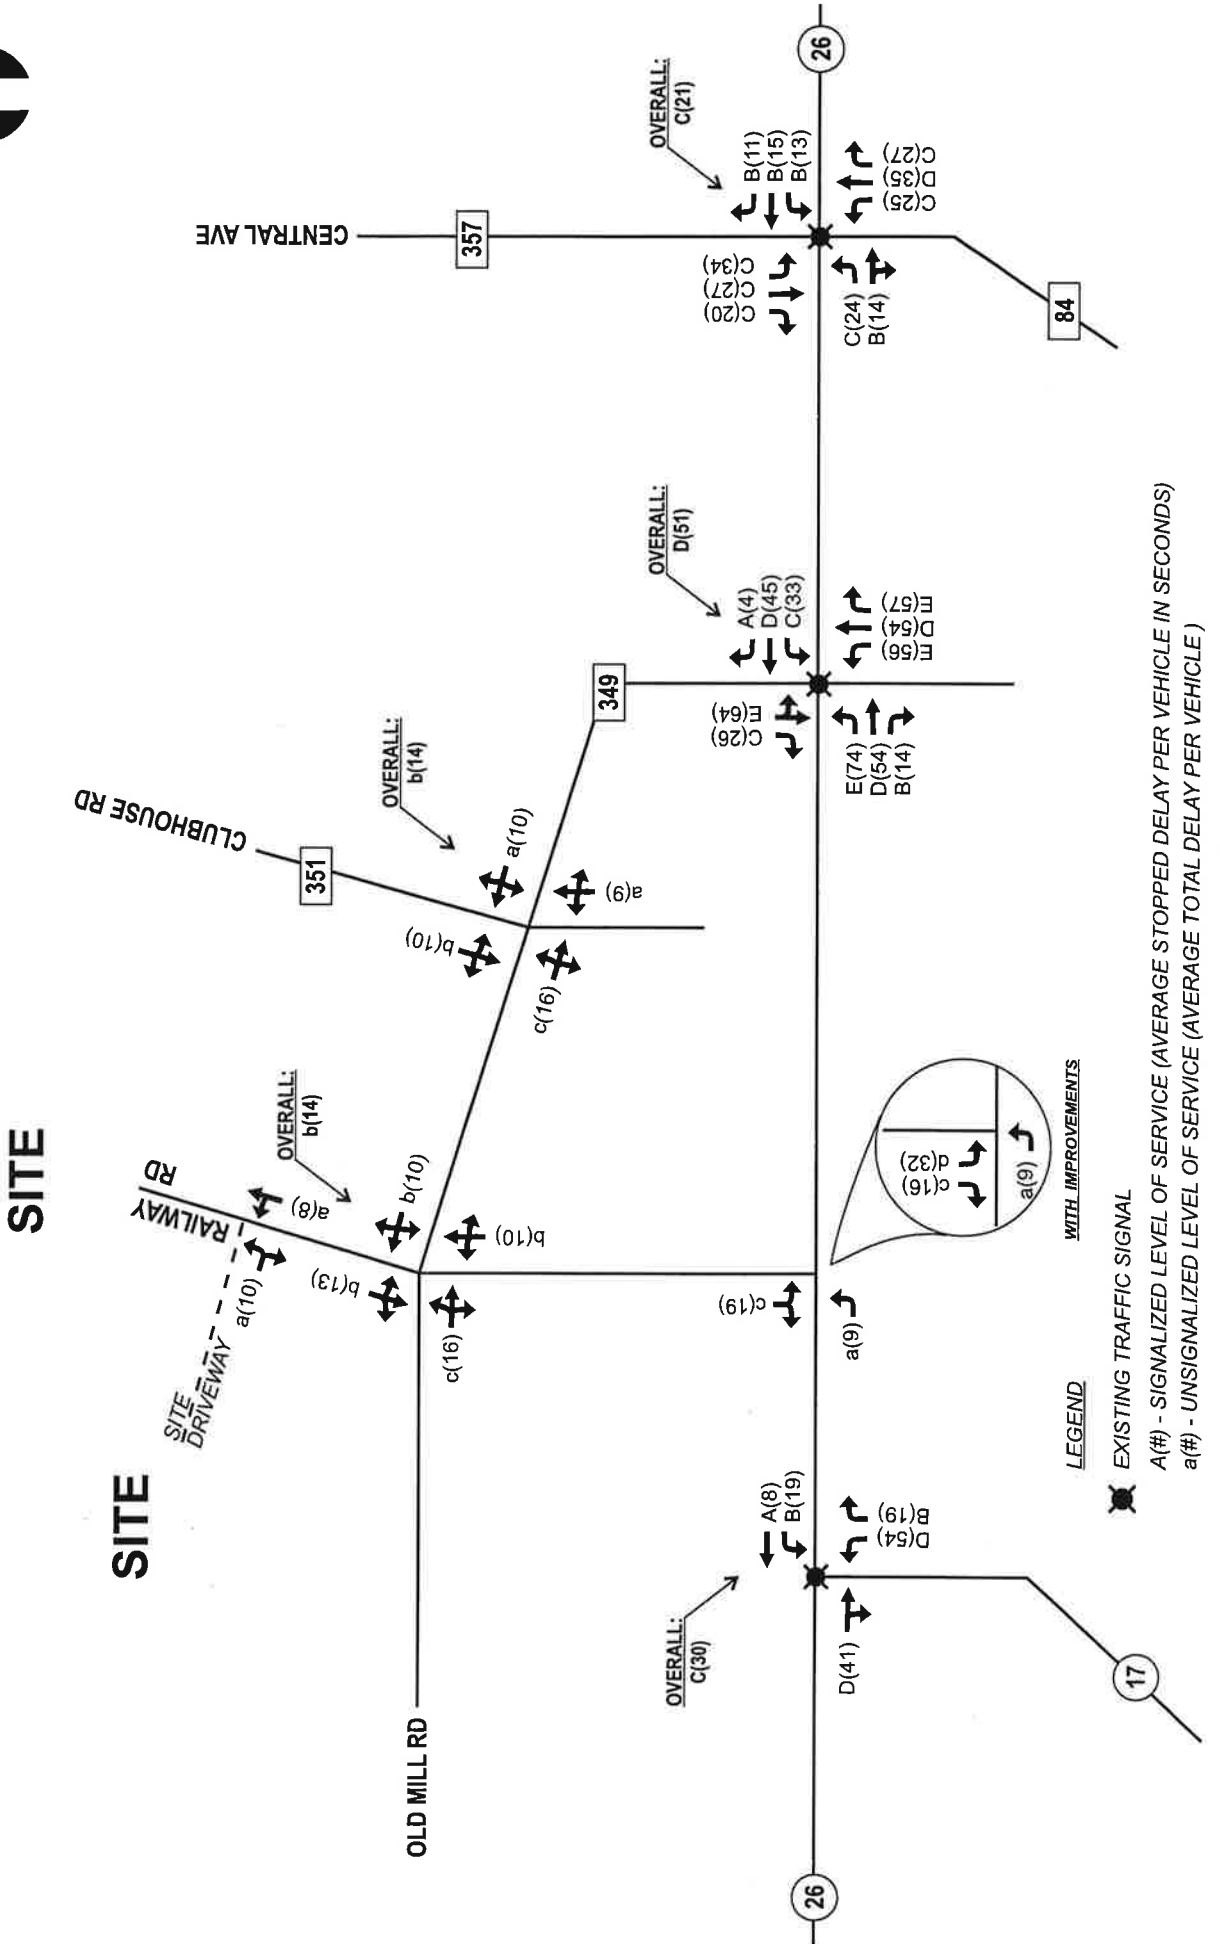 SITE
SITE
SITE
DRIVEWAY
RAILWAY
RD
a(10)
a(8)
OVERALL:
b(14)
b(13)
b(10)
c(16)
b(10)
OLD MILL RD
CLUBHOUSE RD
351
OVERALL:
b(14)
b(10)
a(10)
c(16)
a(9)
349
CENTRAL AVE
357
OVERALL:
C(21)
C(20)
C(27)
C(34)
B(11)
B(15)
B(13)
C(24)
B(14)
C(25)
D(35)
C(27)
84
26
OVERALL:
D(51)
C(26)
E(64)
A(4)
D(45)
C(33)
E(74)
D(54)
B(14)
E(56)
D(54)
E(57)
c(19)
a(9)
c(16)
d(32)
a(9)
WITH IMPROVEMENTS
OVERALL:
C(30)
A(8)
B(19)
D(41)
D(54)
B(19)
26
17
LEGEND
EXISTING TRAFFIC SIGNAL
A(#) - SIGNALIZED LEVEL OF SERVICE (AVERAGE STOPPED DELAY PER VEHICLE IN SECONDS)
a(#) - UNSIGNALIZED LEVEL OF SERVICE (AVERAGE TOTAL DELAY PER VEHICLE )